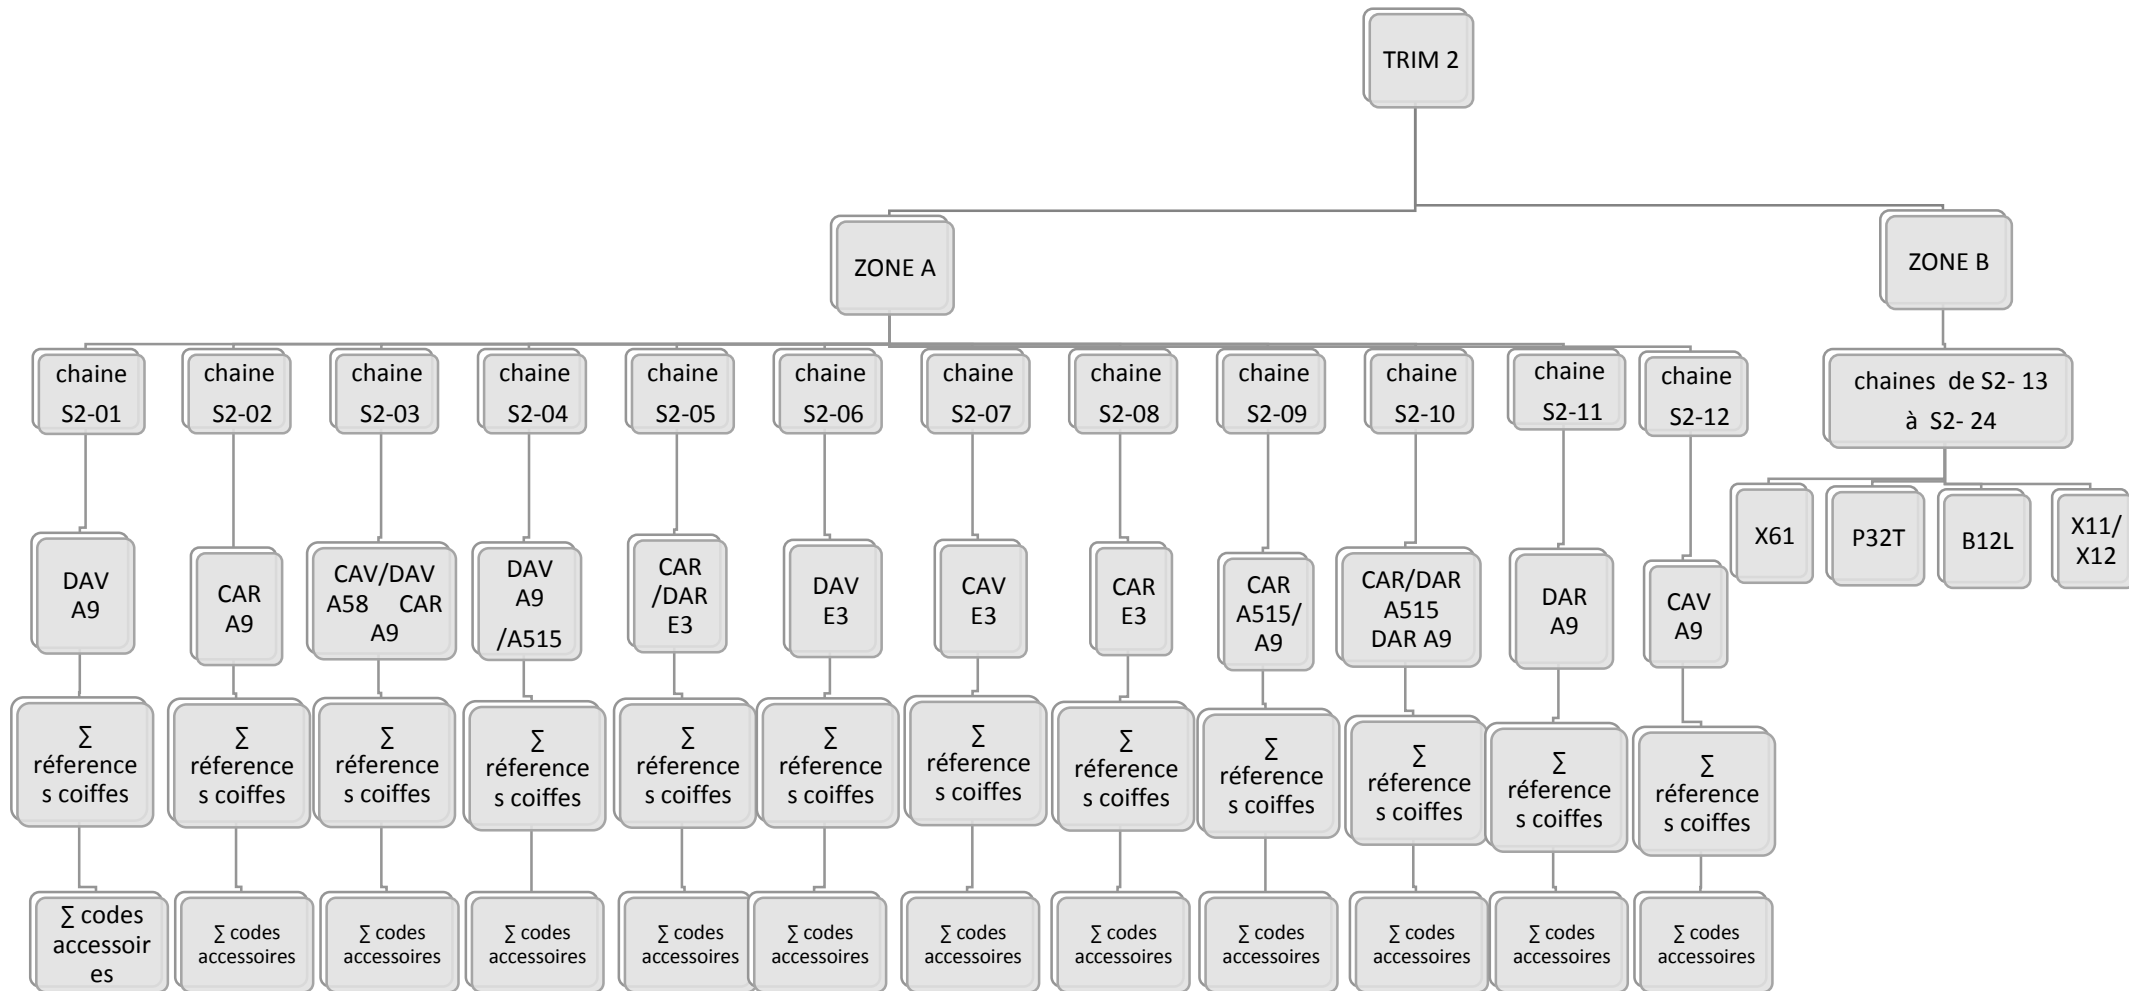 TRIM 2
ZONE A
ZONE B
chaine
S2-01
chaine
S2-02
chaine
S2-03
chaine
S2-04
chaine
S2-05
chaine
S2-06
chaine
S2-07
chaine
S2-08
chaine
S2-09
chaine
S2-10
chaine
S2-11
chaine
S2-12
chaines de S2- 13
à S2- 24
DAV
A9
CAR
A9
CAV/DAV
A58 CAR
A9
DAV
A9
/A515
CAR
/DAR
E3
DAV
E3
CAV
E3
CAR
E3
CAR
A515/
A9
CAR/DAR
A515
DAR A9
DAR
A9
CAV
A9
X61
P32T
B12L
X11/
X12
∑
réference
s coiffes
∑
réference
s coiffes
∑
réference
s coiffes
∑
réference
s coiffes
∑
réference
s coiffes
∑
réference
s coiffes
∑
réference
s coiffes
∑
réference
s coiffes
∑
réference
s coiffes
∑
réference
s coiffes
∑
réference
s coiffes
∑
réference
s coiffes
∑ codes
accessoir
es
∑ codes
accessoires
∑ codes
accessoires
∑ codes
accessoires
∑ codes
accessoires
∑ codes
accessoires
∑ codes
accessoires
∑ codes
accessoires
∑ codes
accessoires
∑ codes
accessoires
∑ codes
accessoires
∑ codes
accessoires